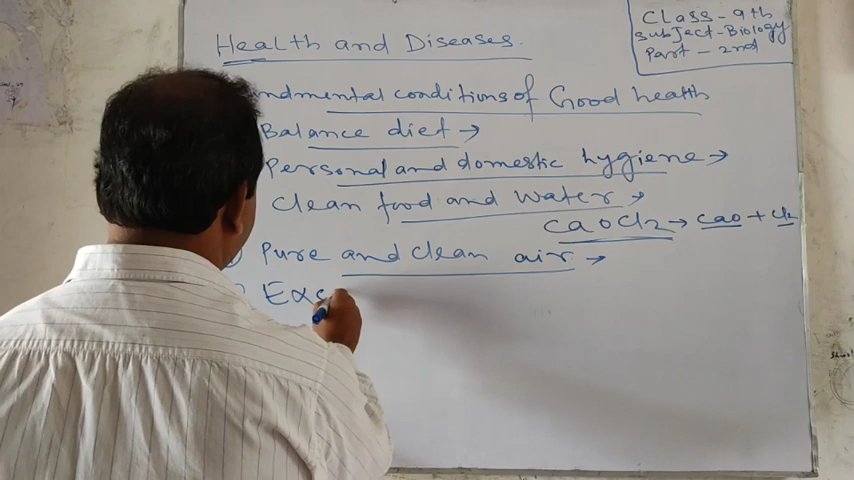 Health and Diseases.
Class - 9th
Subject - Biology
Part - 2nd
ndmental conditions of Good health
Balance diet →
Personal and domestic hygiene →
Clean food and Water →
CaOCl2 → CaO + Cl2
Pure and clean air →
Exe